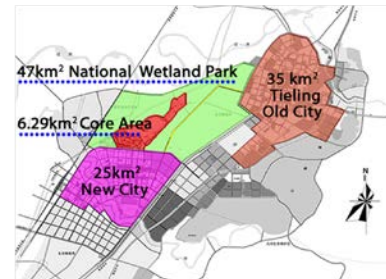 47km² National Wetland Park
35 km²
Tieling
Old City
6.29km² Core Area
25km²
New City
N